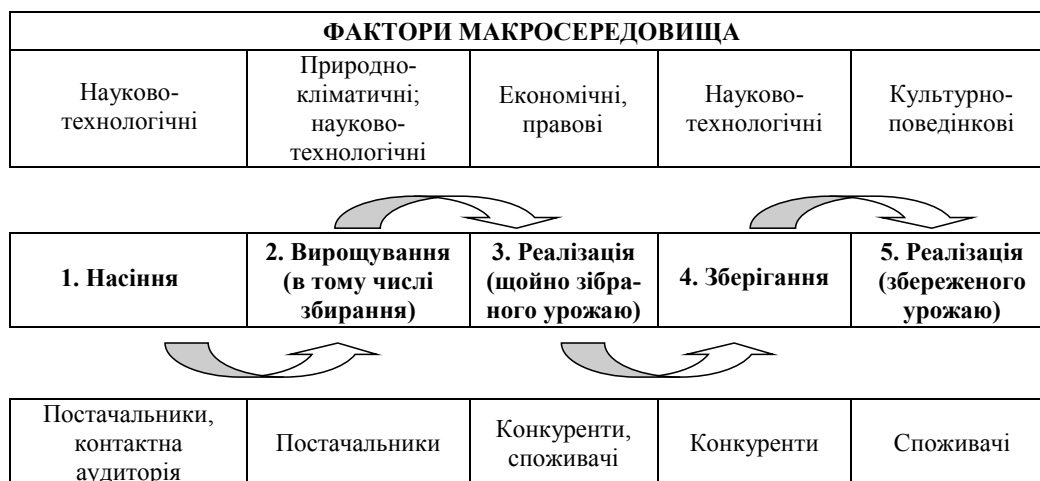 ФАКТОРИ МАКРОСЕРЕДОВИЩА
Науково-
технологічні
Природно-
кліматичні;
науково-
технологічні
Економічні,
правові
Науково-
технологічні
Культурно-
поведінкові
1. Насіння
2. Вирощування
(в тому числі
збирання)
3. Реалізація
(щойно зібра-
ного урожаю)
4. Зберігання
5. Реалізація
(збереженого
урожаю)
Постачальники,
контактна
аудиторія
Постачальники
Конкуренти,
споживачі
Конкуренти
Споживачі